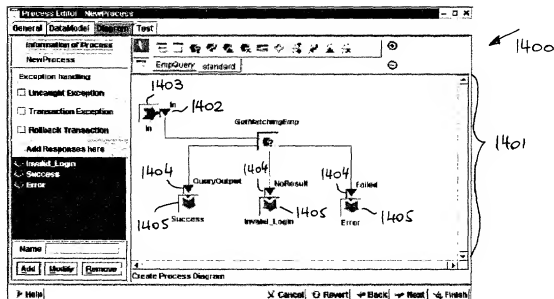 Process Editor - NewProcess
General DataModel Diagram Test
Information of Process
NewProcess
Exception handling
Uncaught Exception
Transaction Exception
Rollback Transaction
Add Responses here
Invalid_Login
Success
Error
Name
Add Modify Remove
EmpQuery standard
1400
1403
In
1402
In
GetMatchingEmp
1401
1404
QueryOutput
1404
NoResult
1404
Failed
1405
Success
Invalid_Login
1405
Error
1405
Create Process Diagram
Help Cancel Revert Back Next Finish